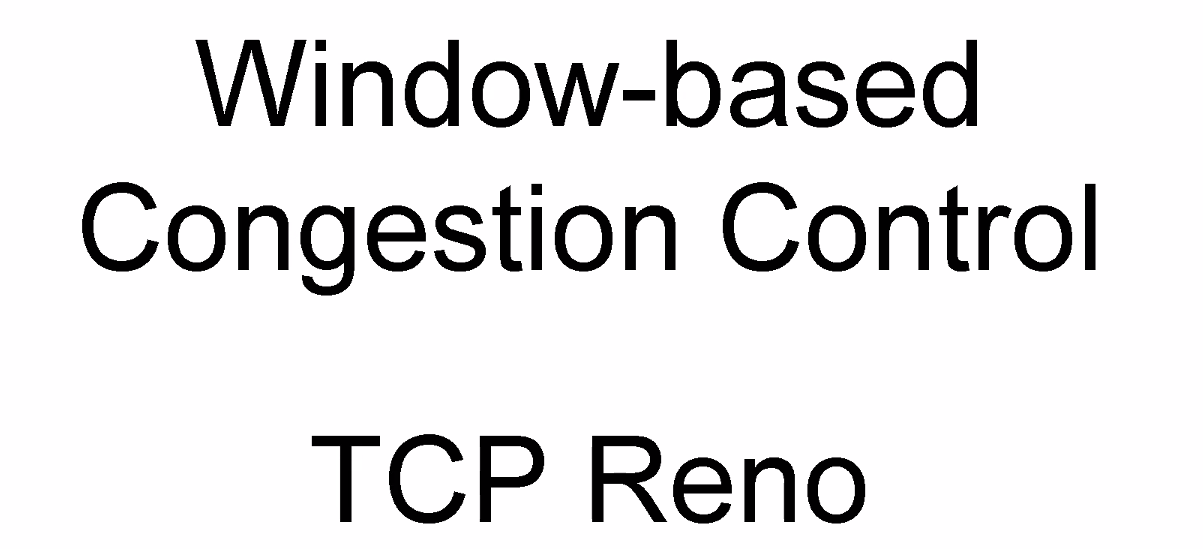 Window-based
Congestion Control
TCP Reno